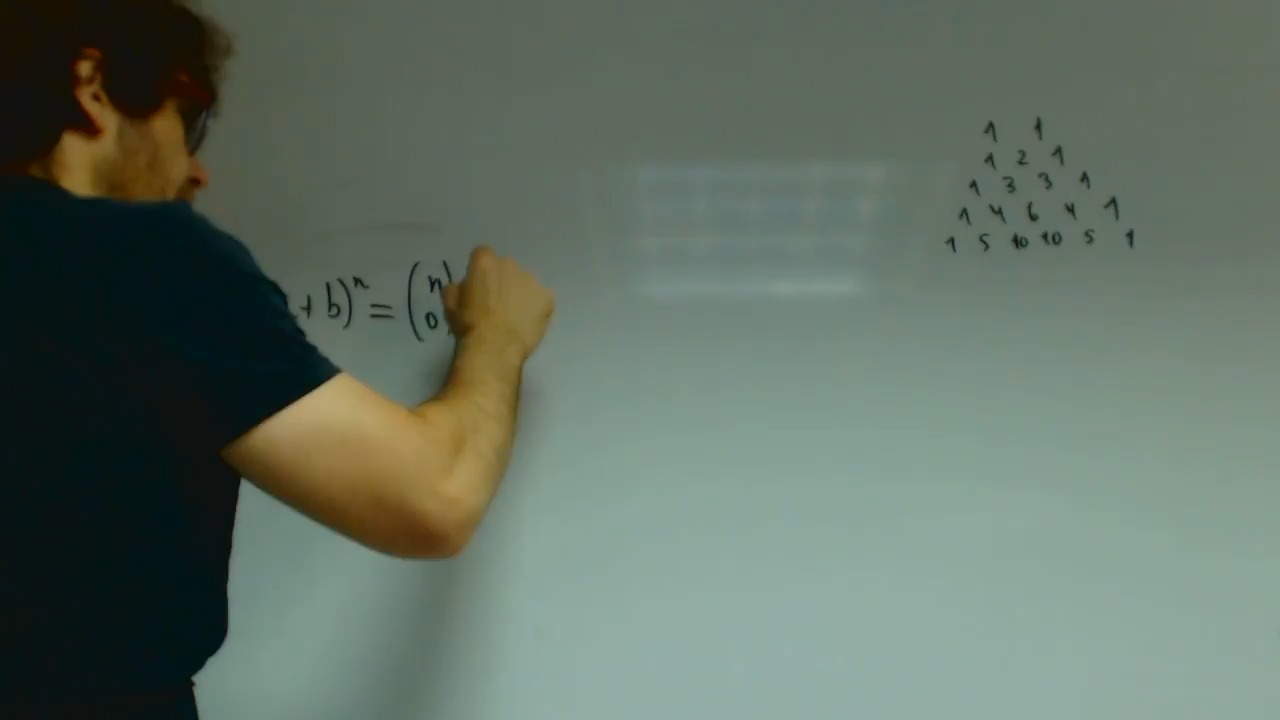 + b)^n = (n 0)
1 1
1 2 1
1 3 3 1
1 4 6 4 1
1 5 10 10 5 1